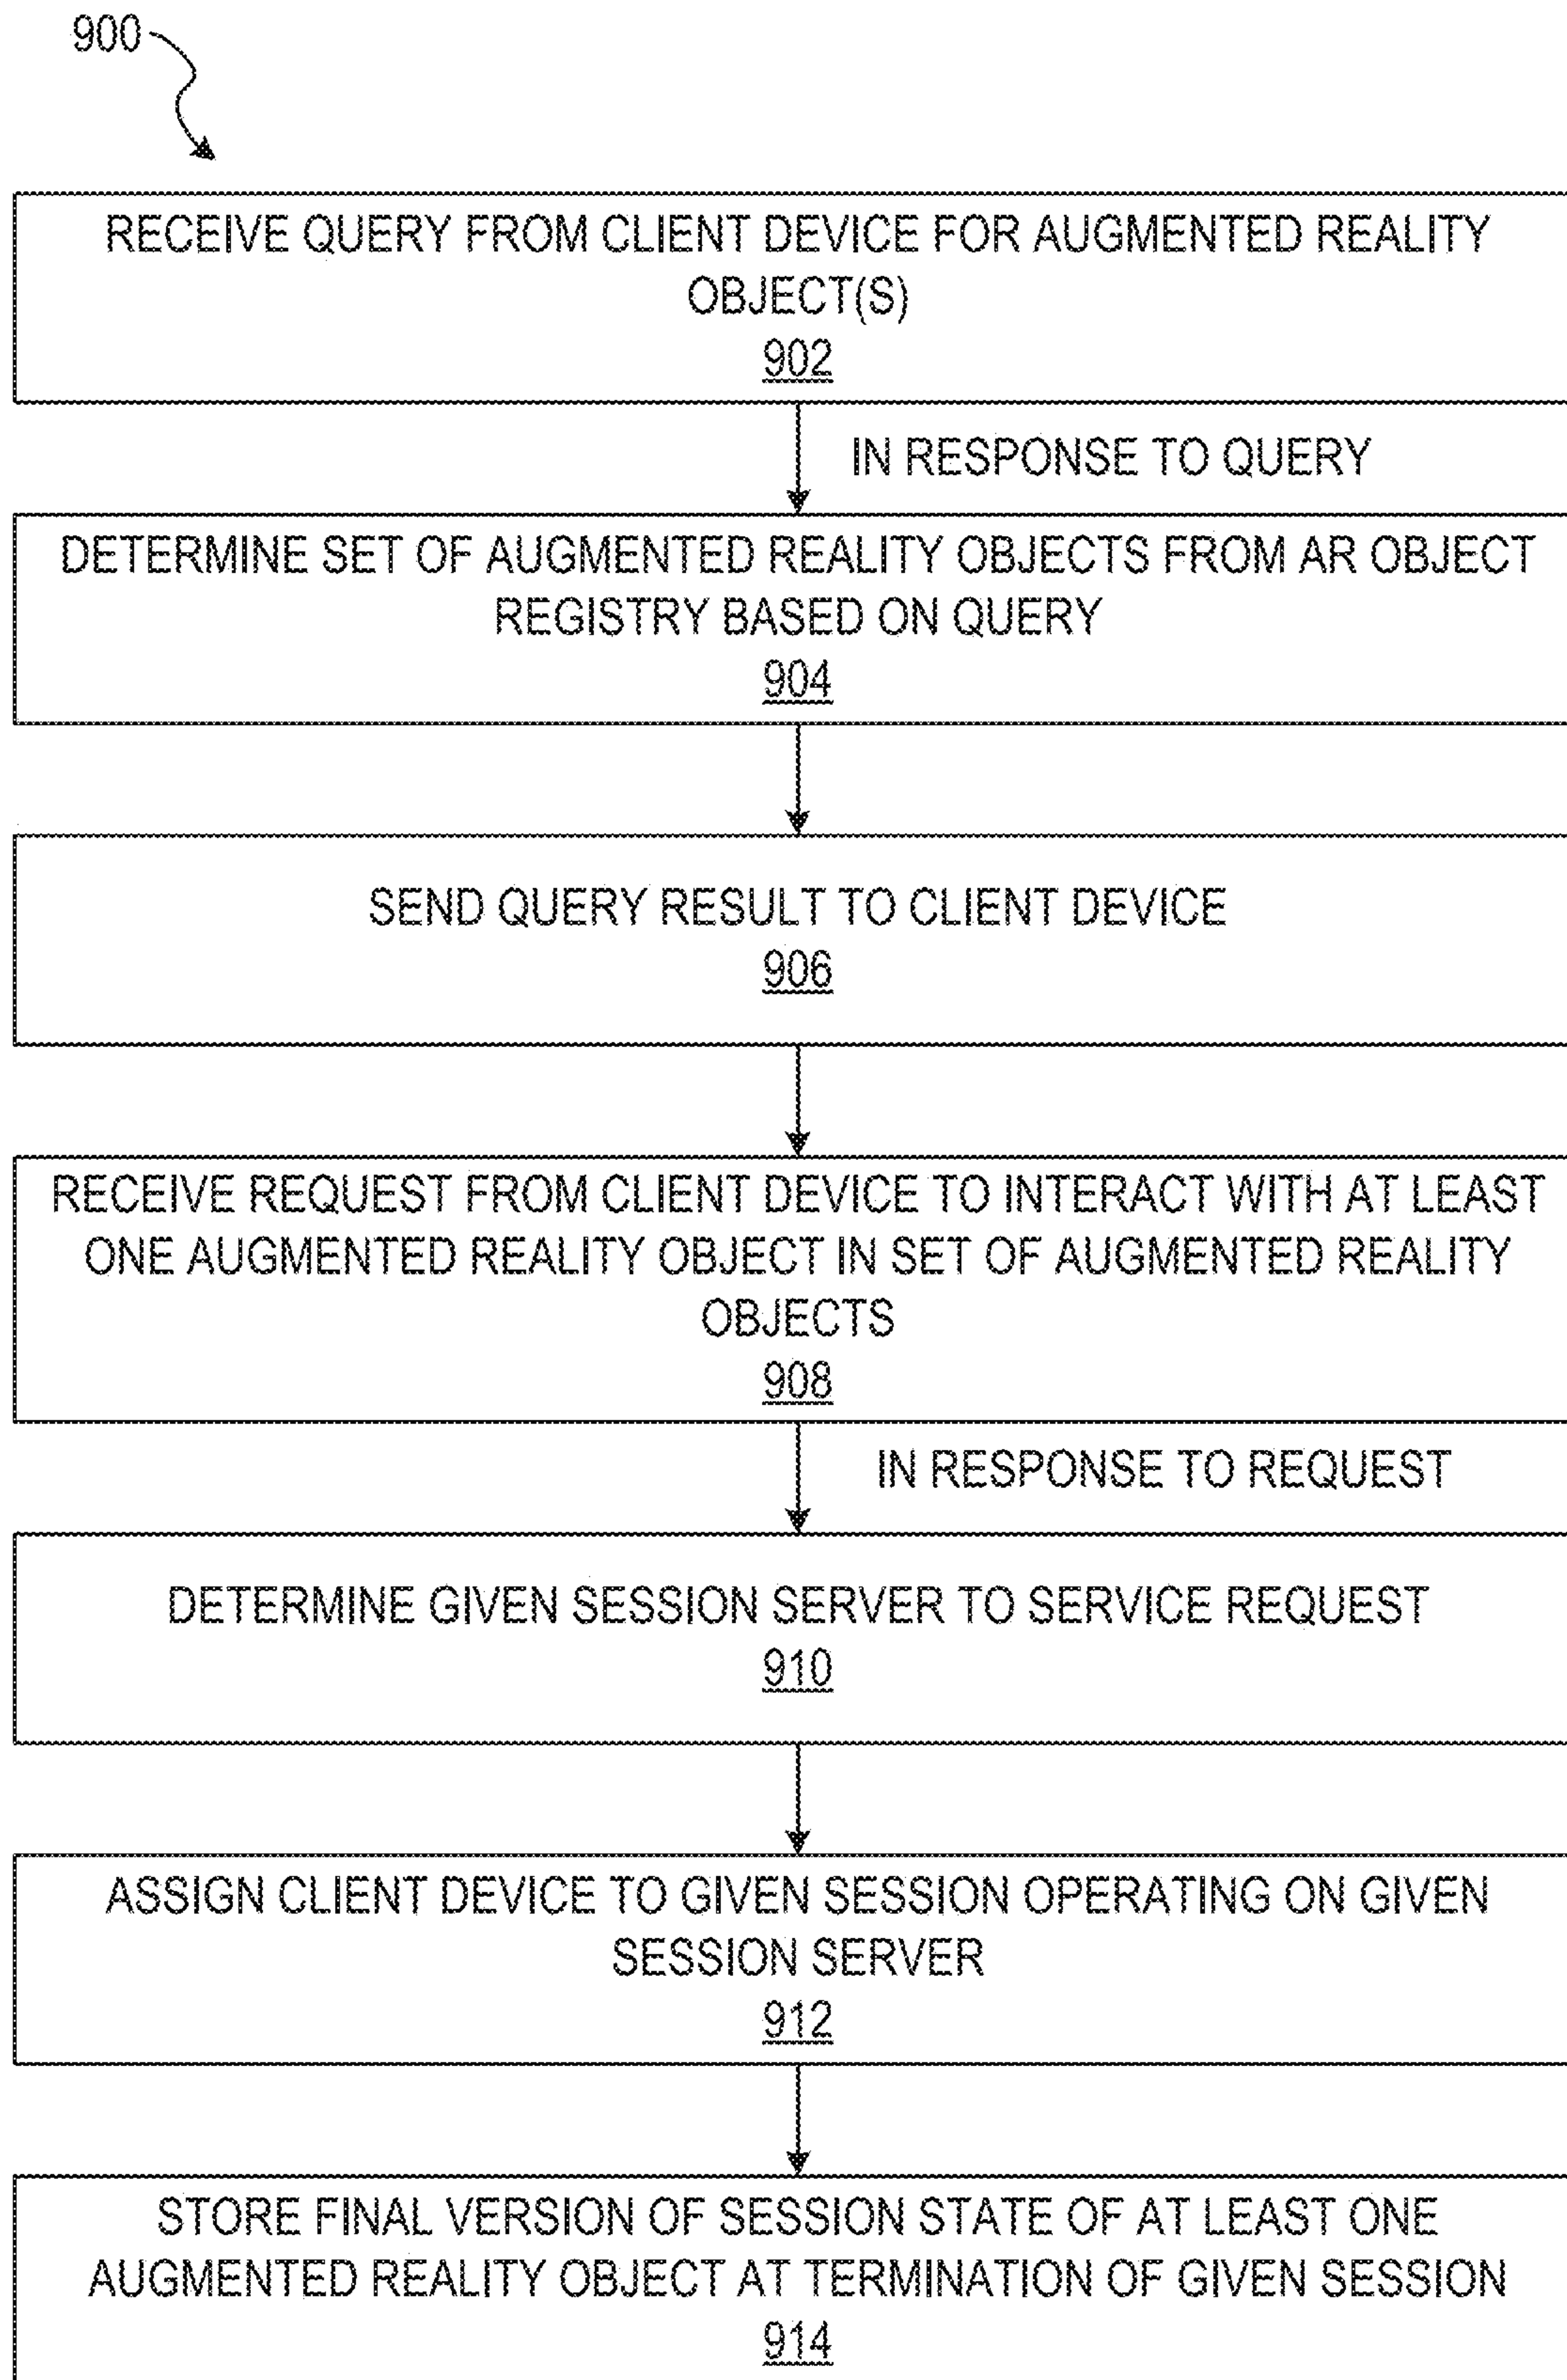 900
RECEIVE QUERY FROM CLIENT DEVICE FOR AUGMENTED REALITY
OBJECT(S)
902
IN RESPONSE TO QUERY
DETERMINE SET OF AUGMENTED REALITY OBJECTS FROM AR OBJECT
REGISTRY BASED ON QUERY
904
SEND QUERY RESULT TO CLIENT DEVICE
906
RECEIVE REQUEST FROM CLIENT DEVICE TO INTERACT WITH AT LEAST
ONE AUGMENTED REALITY OBJECT IN SET OF AUGMENTED REALITY
OBJECTS
908
IN RESPONSE TO REQUEST
DETERMINE GIVEN SESSION SERVER TO SERVICE REQUEST
910
ASSIGN CLIENT DEVICE TO GIVEN SESSION OPERATING ON GIVEN
SESSION SERVER
912
STORE FINAL VERSION OF SESSION STATE OF AT LEAST ONE
AUGMENTED REALITY OBJECT AT TERMINATION OF GIVEN SESSION
914